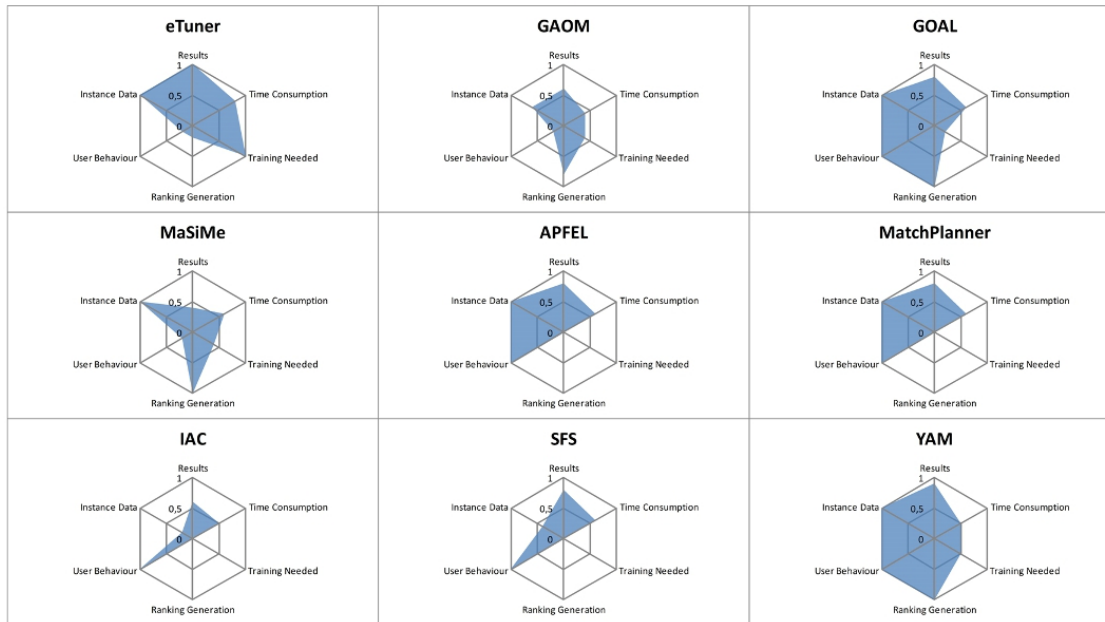 eTuner
Results
1
Instance Data
0,5
Time Consumption
0
User Behaviour
Training Needed
Ranking Generation
GAOM
Results
1
Instance Data
0,5
Time Consumption
0
User Behaviour
Training Needed
Ranking Generation
GOAL
Results
1
Instance Data
0,5
Time Consumption
0
User Behaviour
Training Needed
Ranking Generation
MaSiMe
Results
1
Instance Data
0,5
Time Consumption
0
User Behaviour
Training Needed
Ranking Generation
APFEL
Results
1
Instance Data
0,5
Time Consumption
0
User Behaviour
Training Needed
Ranking Generation
MatchPlanner
Results
1
Instance Data
0,5
Time Consumption
0
User Behaviour
Training Needed
Ranking Generation
IAC
Results
1
Instance Data
0,5
Time Consumption
0
User Behaviour
Training Needed
Ranking Generation
SFS
Results
1
Instance Data
0,5
Time Consumption
0
User Behaviour
Training Needed
Ranking Generation
YAM
Results
1
Instance Data
0,5
Time Consumption
0
User Behaviour
Training Needed
Ranking Generation